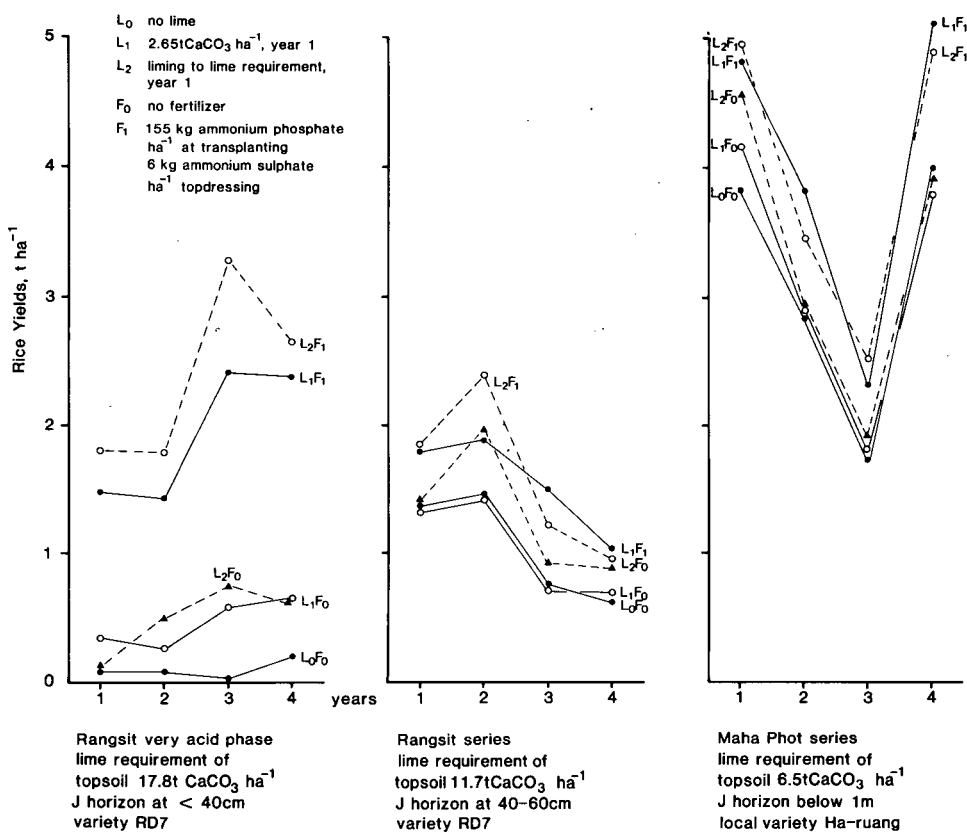 L₀ no lime
L₁ 2.65tCaCO₃ ha⁻¹, year 1
L₂ liming to lime requirement,
year 1
F₀ no fertilizer
F₁ 155 kg ammonium phosphate
ha⁻¹ at transplanting
6 kg ammonium sulphate
ha⁻¹ topdressing
Rice Yields, t ha⁻¹
5
4
3
2
1
0
L₂F₁
L₁F₁
L₂F₀
L₁F₀
L₀F₀
1 2 3 4 years
Rangsit very acid phase
lime requirement of
topsoil 17.8t CaCO₃ ha⁻¹
J horizon at < 40cm
variety RD7
L₂F₁
L₁F₁
L₂F₀
L₁F₀
L₀F₀
1 2 3 4
Rangsit series
lime requirement of
topsoil 11.7tCaCO₃ ha⁻¹
J horizon at 40-60cm
variety RD7
L₂F₁
L₁F₁
L₂F₀
L₁F₀
L₀F₀
L₁F₁
L₂F₁
1 2 3 4
Maha Phot series
lime requirement of
topsoil 6.5tCaCO₃ ha⁻¹
J horizon below 1m
local variety Ha-ruang